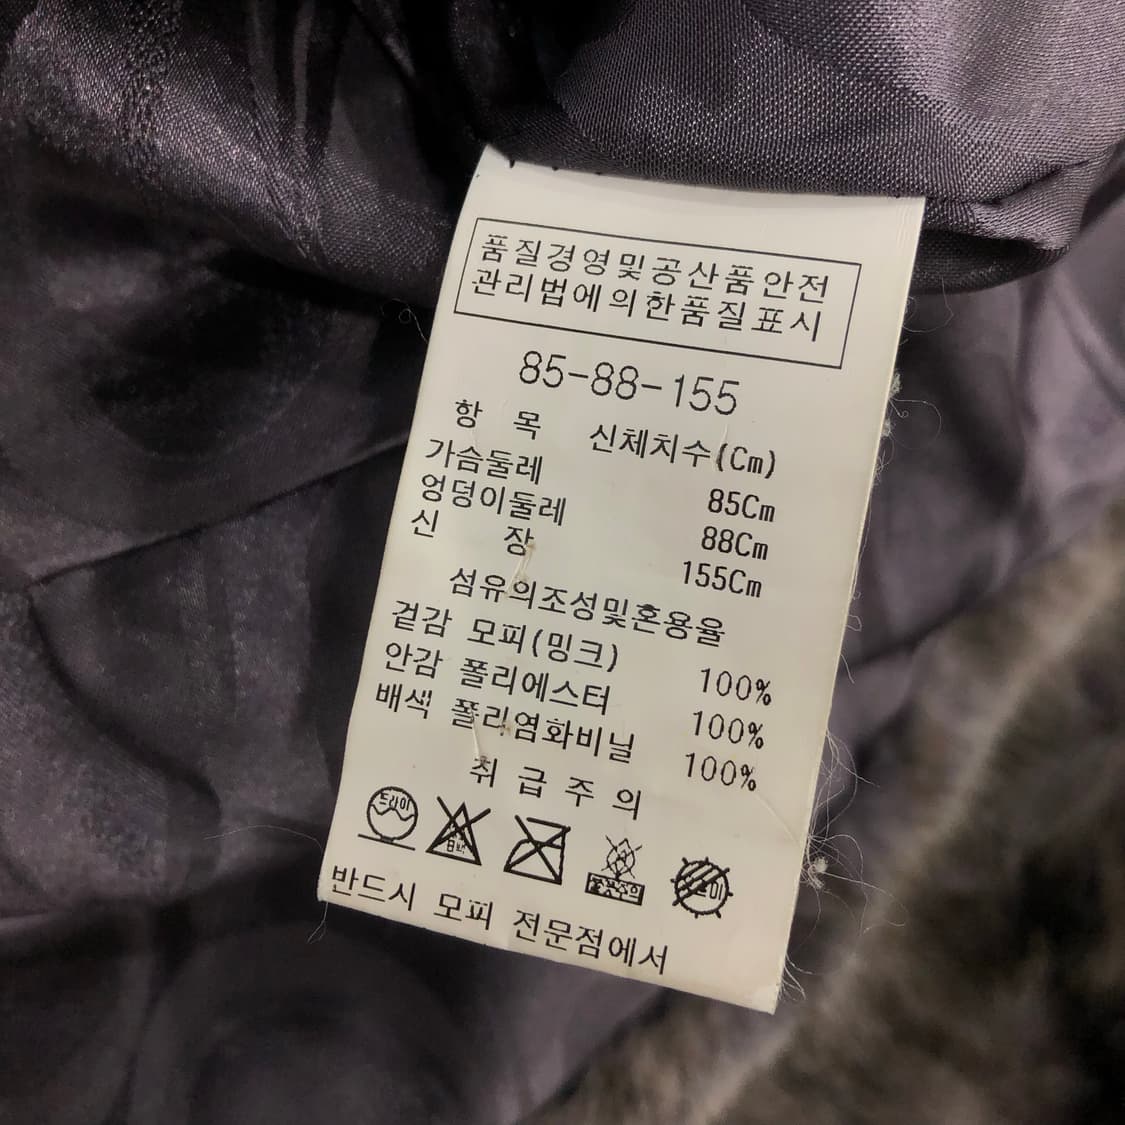 품질경영및공산품안전
관리법에의한품질표시
85-88-155
항 목 신체치수(Cm)
가슴둘레 85Cm
엉덩이둘레 88Cm
신 장 155Cm
섬유의조성및혼용율
겉감 모피(밍크) 100%
안감 폴리에스터 100%
배색 폴리염화비닐 100%
취 급 주 의
드라이
반드시 모피 전문점에서